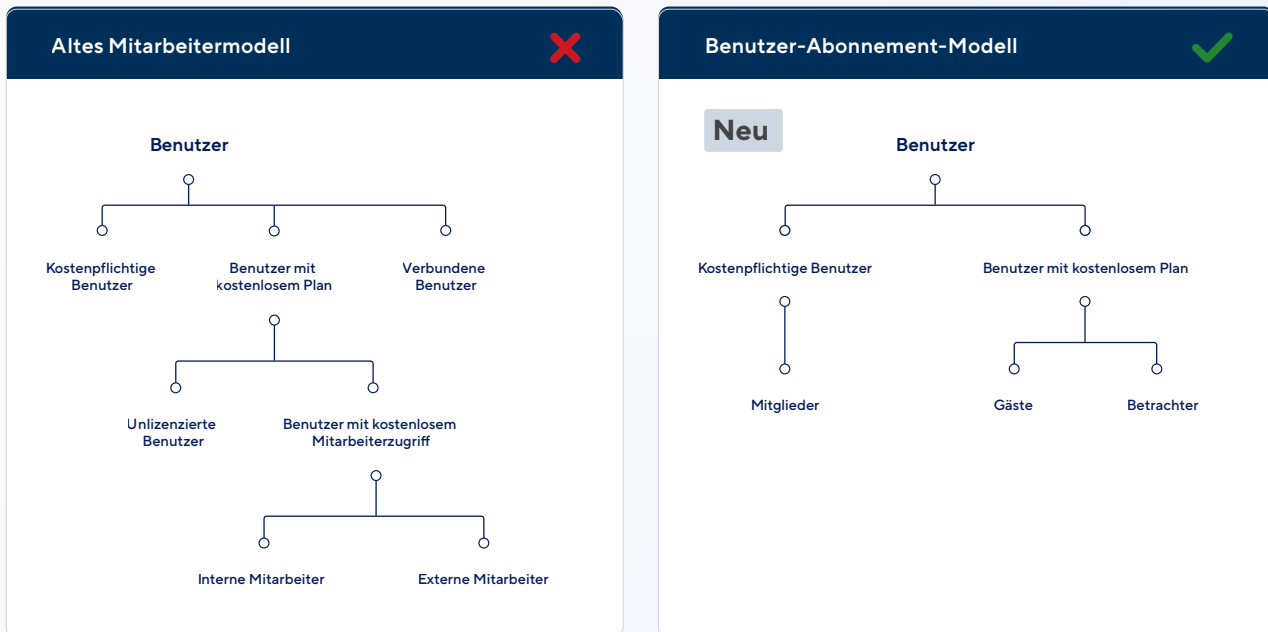 Altes Mitarbeitermodell
Benutzer
Kostenpflichtige
Benutzer
Benutzer mit
kostenlosem Plan
Verbundene
Benutzer
Unlizenzierte
Benutzer
Benutzer mit kostenlosem
Mitarbeiterzugriff
Interne Mitarbeiter
Externe Mitarbeiter
Benutzer-Abonnement-Modell
Neu
Benutzer
Kostenpflichtige Benutzer
Benutzer mit kostenlosem Plan
Mitglieder
Gäste
Betrachter